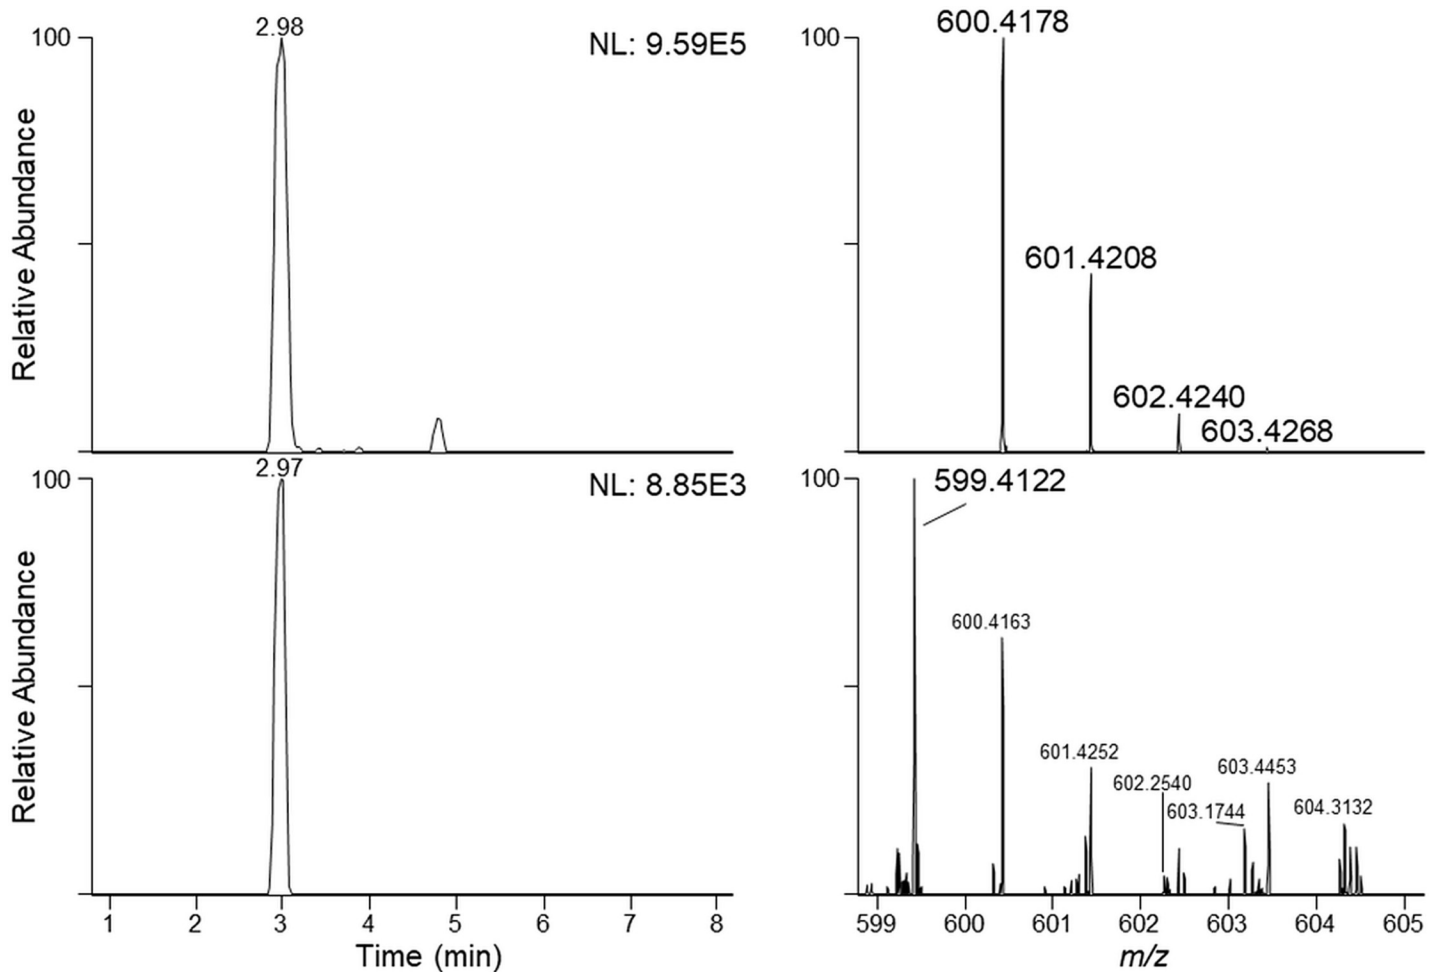 2.98
100
NL: 9.59E5
Relative Abundance
600.4178
100
601.4208
602.4240
603.4268
2.97
100
NL: 8.85E3
Relative Abundance
1 2 3 4 5 6 7 8
Time (min)
100
599.4122
600.4163
601.4252
602.2540
603.1744
603.4453
604.3132
599 600 601 602 603 604 605
m/z